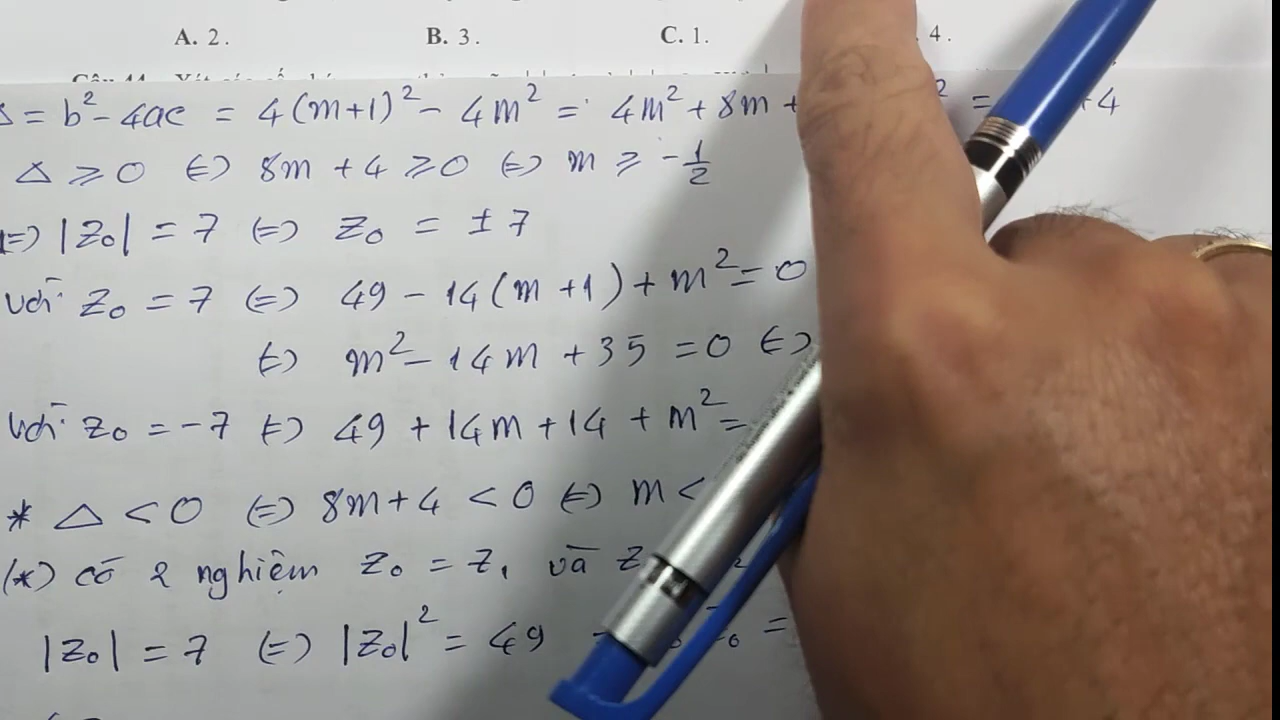 A. 2. B. 3. C. 1. 4.
Δ = b² - 4ac = 4(m+1)² - 4m² = 4m² + 8m + ² = +4
Δ ⩾ 0 ⇔ 8m + 4 ⩾ 0 ⇔ m ⩾ -1/2
⇒ |z₀| = 7 ⇔ z₀ = ±7
Với z₀ = 7 ⇔ 49 - 14(m+1) + m² = 0
⇔ m² - 14m + 35 = 0 ⇔
Với z₀ = -7 ⇔ 49 + 14m + 14 + m² =
* Δ < 0 ⇔ 8m + 4 < 0 ⇔ m <
(*) có 2 nghiệm z₀ = z₁ và z
|z₀| = 7 ⇔ |z₀|² = 49 =